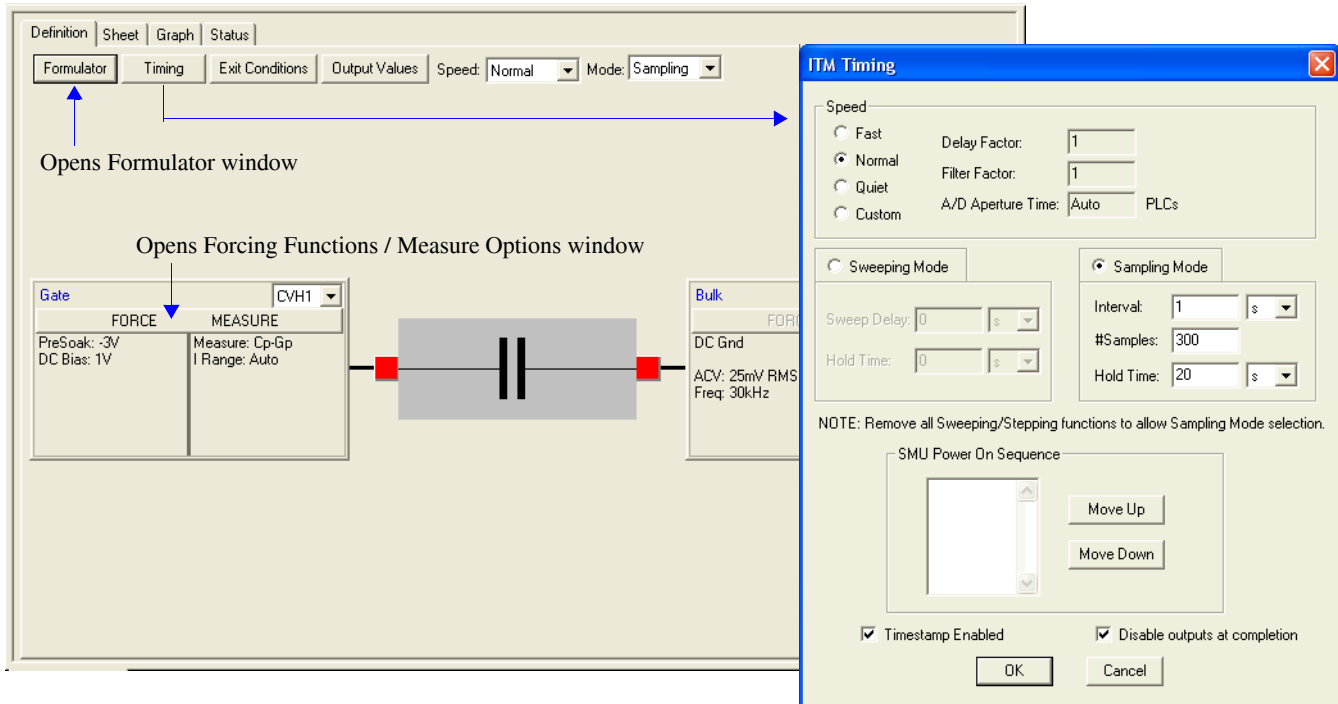 Definition Sheet Graph Status
Formulator Timing Exit Conditions Output Values Speed: Normal Mode: Sampling
Opens Formulator window
Opens Forcing Functions / Measure Options window
Gate CVH1
FORCE MEASURE
PreSoak: -3V Measure: Cp-Gp
DC Bias: 1V I Range: Auto
Bulk
DC Gnd
ACV: 25mV RMS
Freq: 30kHz
ITM Timing
Speed
Fast
Normal
Quiet
Custom
Delay Factor: 1
Filter Factor: 1
A/D Aperture Time: Auto PLCs
Sweeping Mode
Sweep Delay: 0 s
Hold Time: 0 s
Sampling Mode
Interval: 1 s
#Samples: 300
Hold Time: 20 s
NOTE: Remove all Sweeping/Stepping functions to allow Sampling Mode selection.
SMU Power On Sequence
Move Up
Move Down
Timestamp Enabled Disable outputs at completion
OK Cancel